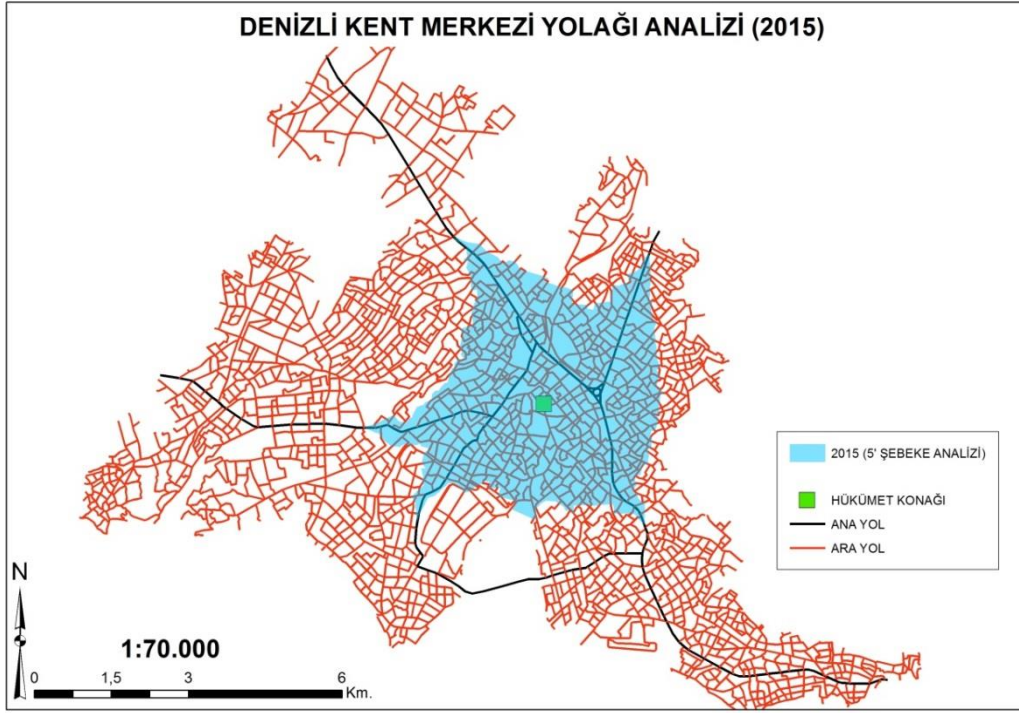 DENİZLİ KENT MERKEZİ YOLAĞI ANALİZİ (2015)
2015 (5' ŞEBEKE ANALİZİ)
HÜKÜMET KONAĞI
ANA YOL
ARA YOL
N
1:70.000
0 1,5 3 6
Km.